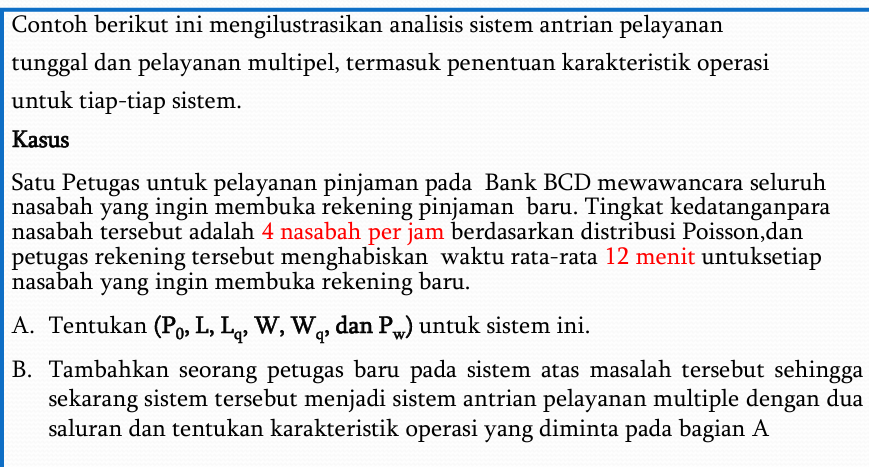 Contoh berikut ini mengilustrasikan analisis sistem antrian pelayanan
tunggal dan pelayanan multipel, termasuk penentuan karakteristik operasi
untuk tiap-tiap sistem.
Kasus
Satu Petugas untuk pelayanan pinjaman pada Bank BCD mewawancara seluruh
nasabah yang ingin membuka rekening pinjaman baru. Tingkat kedatanganpara
nasabah tersebut adalah 4 nasabah per jam berdasarkan distribusi Poisson,dan
petugas rekening tersebut menghabiskan waktu rata-rata 12 menit untuksetiap
nasabah yang ingin membuka rekening baru.
A. Tentukan (P₀, L, Lq, W, Wq, dan Pw) untuk sistem ini.
B. Tambahkan seorang petugas baru pada sistem atas masalah tersebut sehingga
sekarang sistem tersebut menjadi sistem antrian pelayanan multiple dengan dua
saluran dan tentukan karakteristik operasi yang diminta pada bagian A